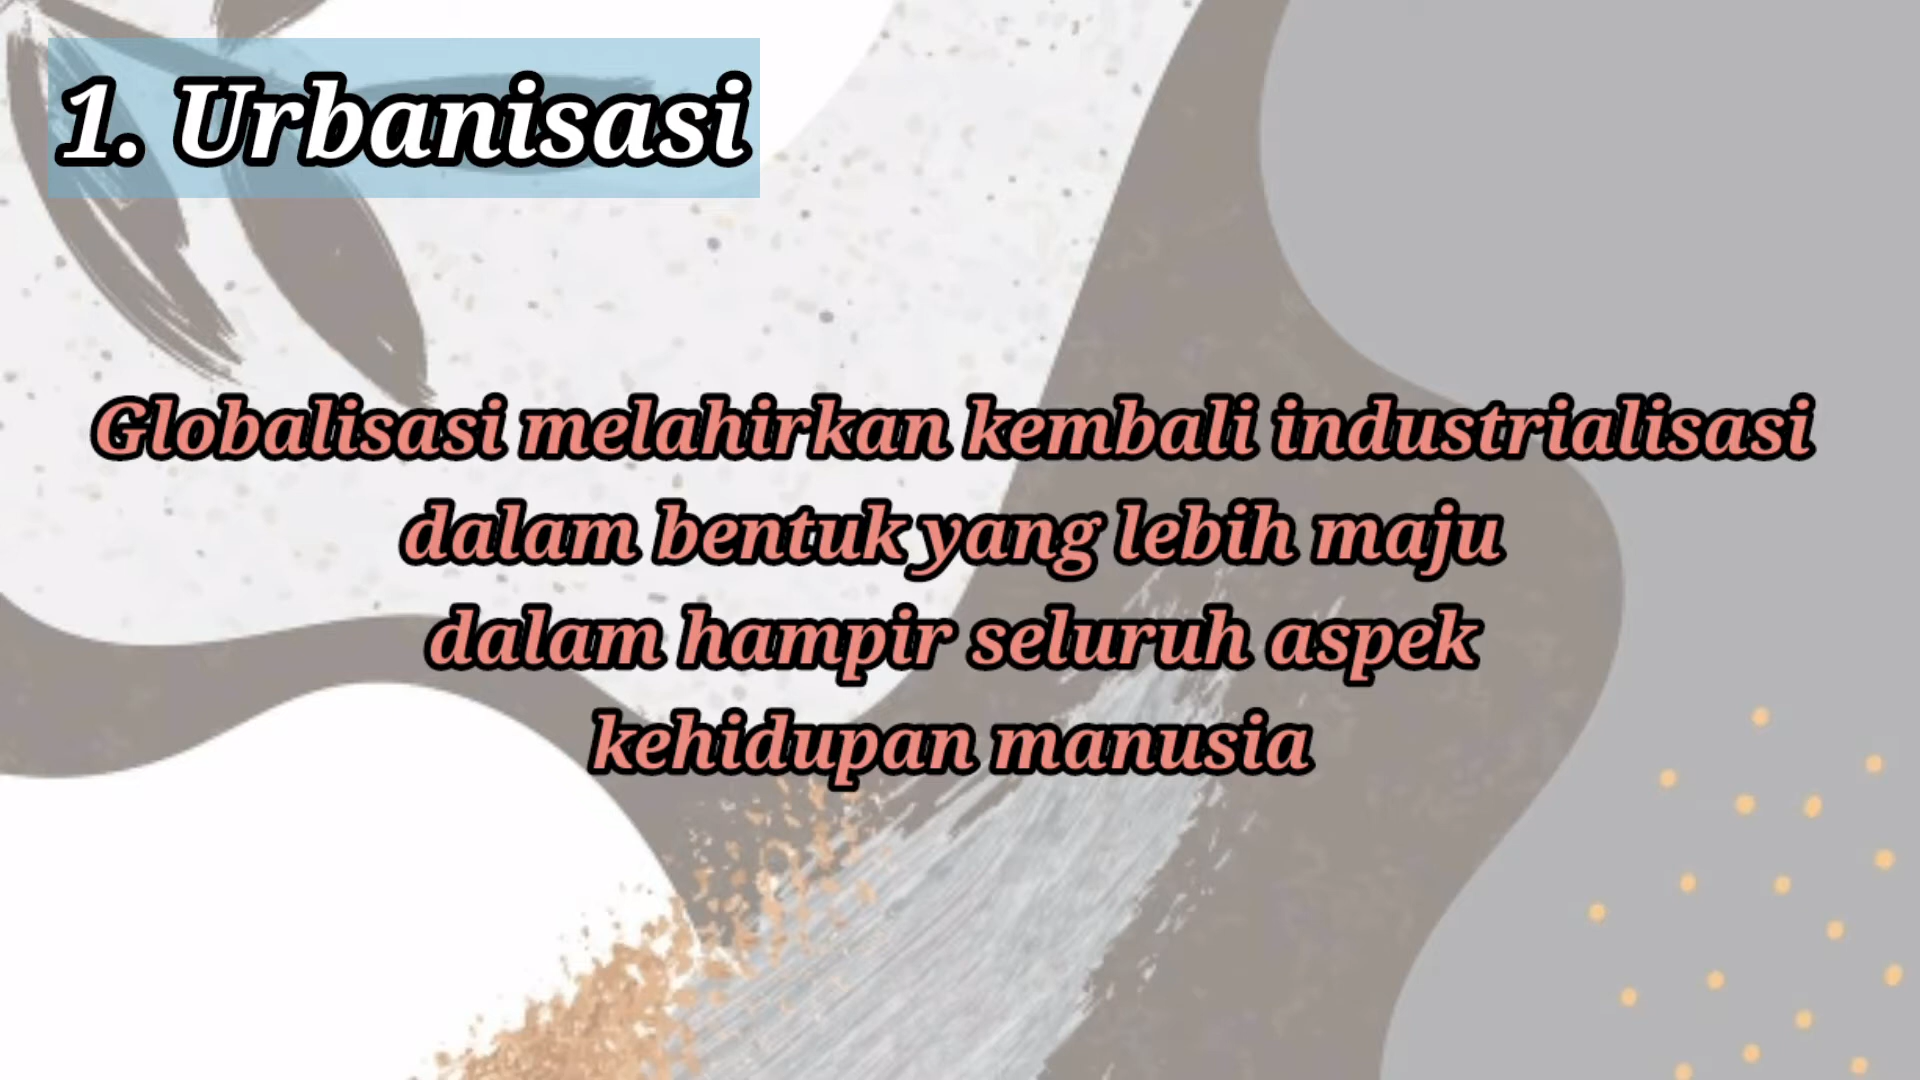 1. Urbanisasi
Globalisasi melahirkan kembali industrialisasi
dalam bentuk yang lebih maju
dalam hampir seluruh aspek
kehidupan manusia